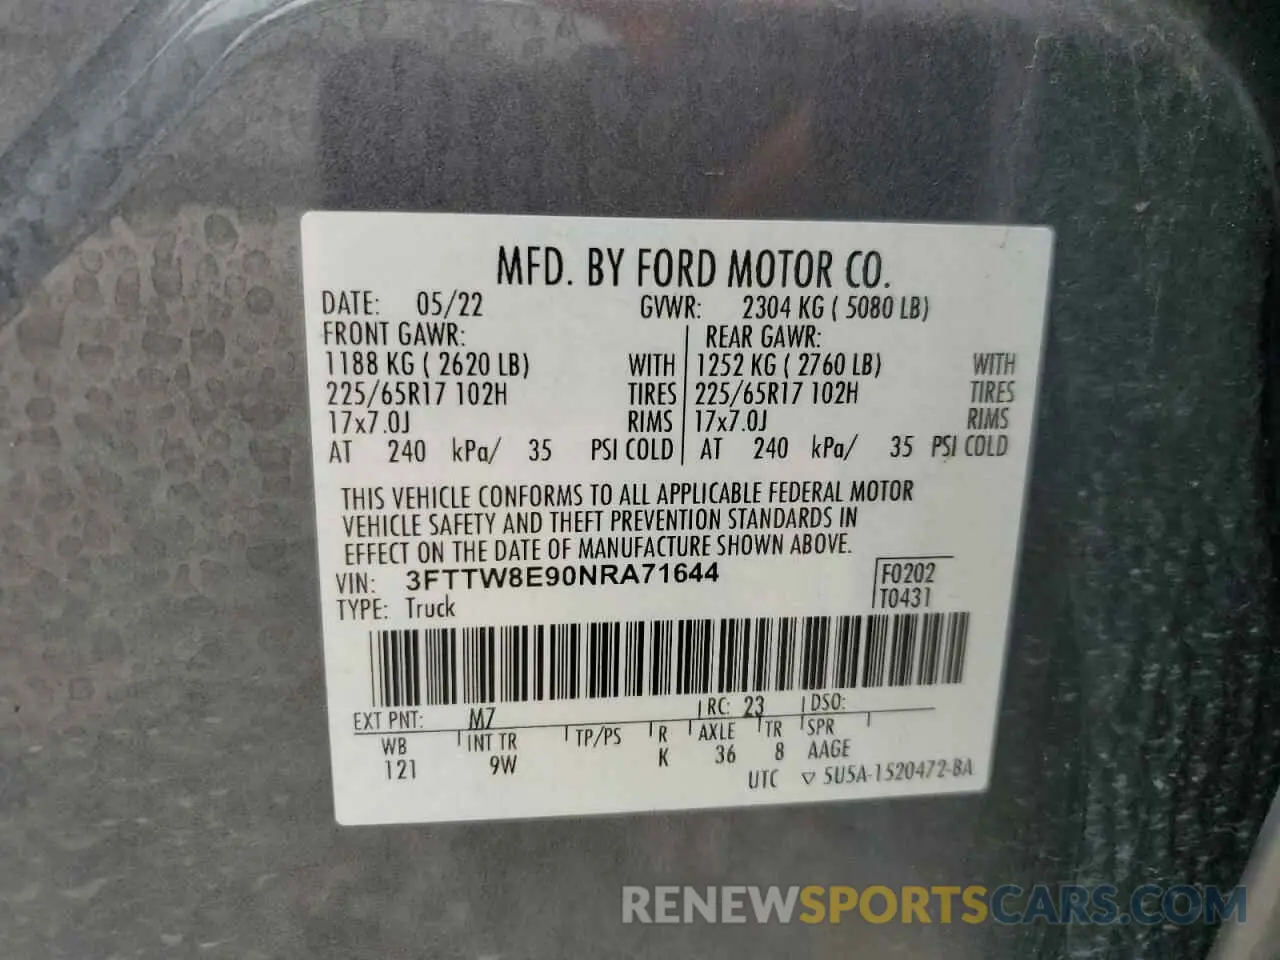 MFD. BY FORD MOTOR CO.
DATE: 05/22 GVWR: 2304 KG ( 5080 LB)
FRONT GAWR: REAR GAWR:
1188 KG ( 2620 LB) WITH 1252 KG ( 2760 LB) WITH
225/65R17 102H TIRES 225/65R17 102H TIRES
17x7.0J RIMS 17x7.0J RIMS
AT 240 kPa/ 35 PSI COLD AT 240 kPa/ 35 PSI COLD
THIS VEHICLE CONFORMS TO ALL APPLICABLE FEDERAL MOTOR
VEHICLE SAFETY AND THEFT PREVENTION STANDARDS IN
EFFECT ON THE DATE OF MANUFACTURE SHOWN ABOVE.
VIN: 3FTTW8E90NRA71644 F0202
TYPE: Truck T0431
EXT PNT: M7 RC: 23 DSO:
WB INT TR TP/PS R AXLE TR SPR
121 9W K 36 8 AAGE
UTC ▽ 5U5A-1520472-BA
RENEWSPORTSCARS.COM